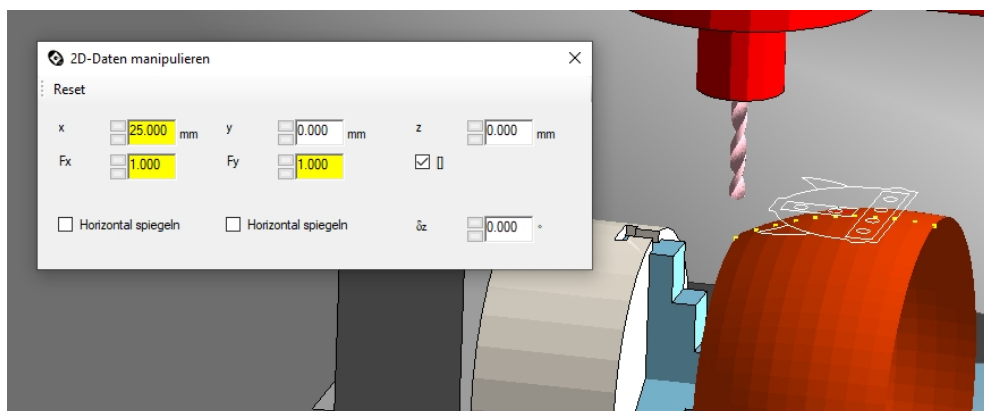 2D-Daten manipulieren
Reset
x 25.000 mm y 0.000 mm z 0.000 mm
Fx 1.000 Fy 1.000 []
Horizontal spiegeln Horizontal spiegeln δz 0.000 °